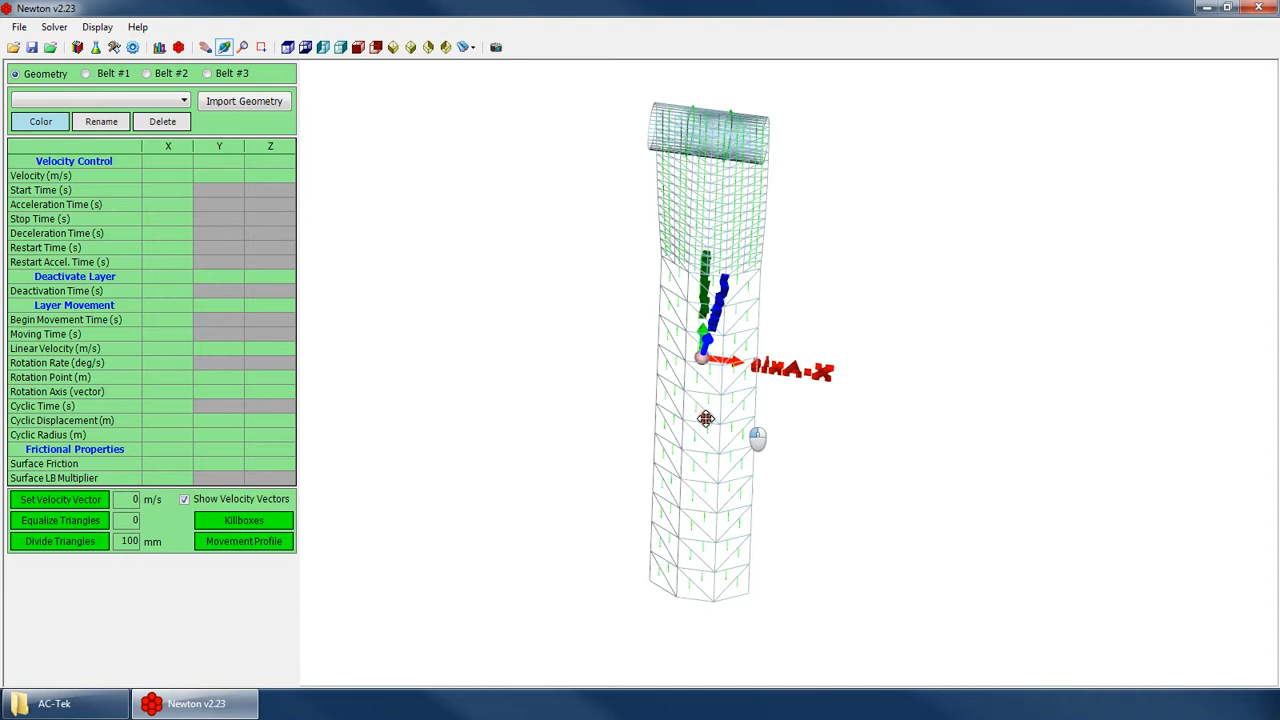 Newton v2.23
File Solver Display Help
Geometry Belt #1 Belt #2 Belt #3
Import Geometry
Color Rename Delete
X Y Z
Velocity Control
Velocity (m/s)
Start Time (s)
Acceleration Time (s)
Stop Time (s)
Deceleration Time (s)
Restart Time (s)
Restart Accel. Time (s)
Deactivate Layer
Deactivation Time (s)
Layer Movement
Begin Movement Time (s)
Moving Time (s)
Linear Velocity (m/s)
Rotation Rate (deg/s)
Rotation Point (m)
Rotation Axis (vector)
Cyclic Time (s)
Cyclic Displacement (m)
Cyclic Radius (m)
Frictional Properties
Surface Friction
Surface LB Multiplier
Set Velocity Vector 0 m/s Show Velocity Vectors
Equalize Triangles 0 Killboxes
Divide Triangles 100 mm Movement Profile
X-Axis
AC-Tek Newton v2.23